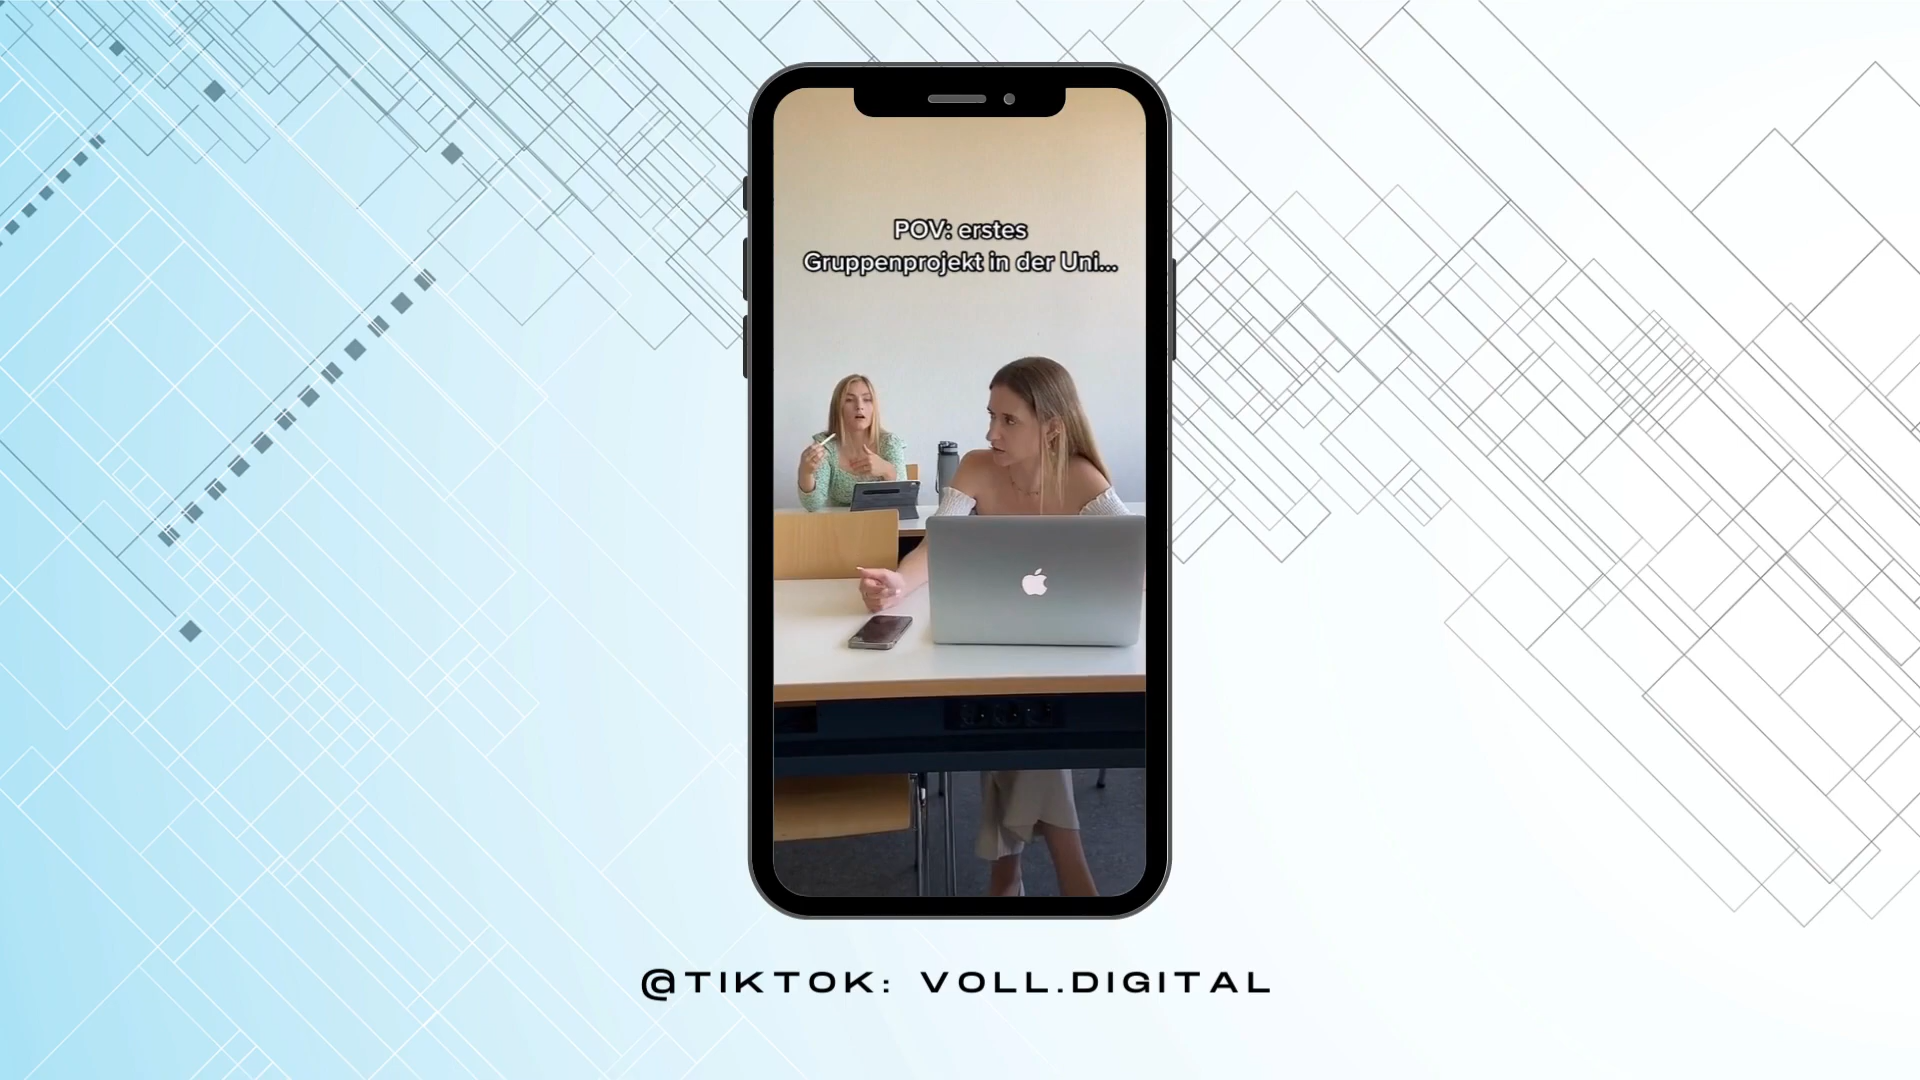 POV: erstes
Gruppenprojekt in der Uni...
@TIKTOK: VOLL.DIGITAL